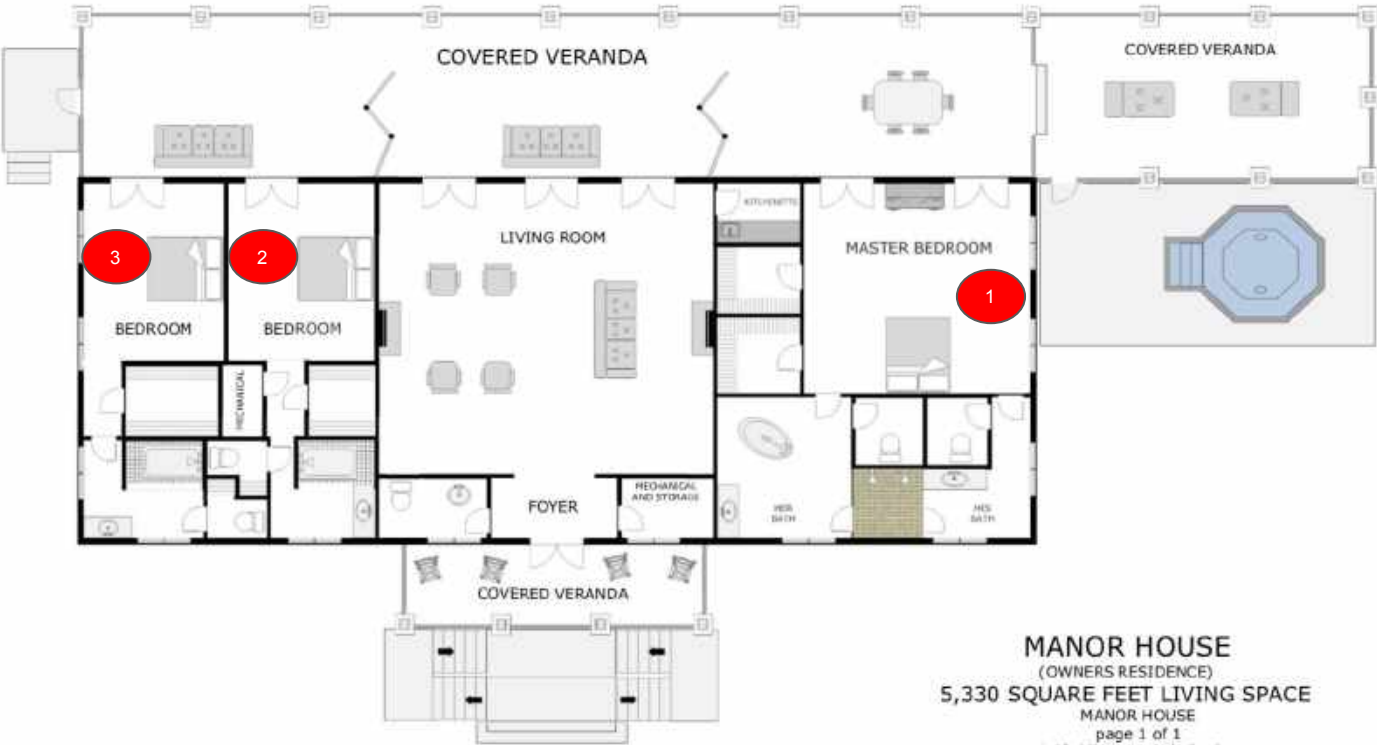 COVERED VERANDA
COVERED VERANDA
KITCHENETTE
LIVING ROOM
MASTER BEDROOM
3
2
1
BEDROOM
BEDROOM
MECHANICAL
MECHANICAL
AND STORAGE
FOYER
HER
BATH
HIS
BATH
COVERED VERANDA
MANOR HOUSE
(OWNERS RESIDENCE)
5,330 SQUARE FEET LIVING SPACE
MANOR HOUSE
page 1 of 1